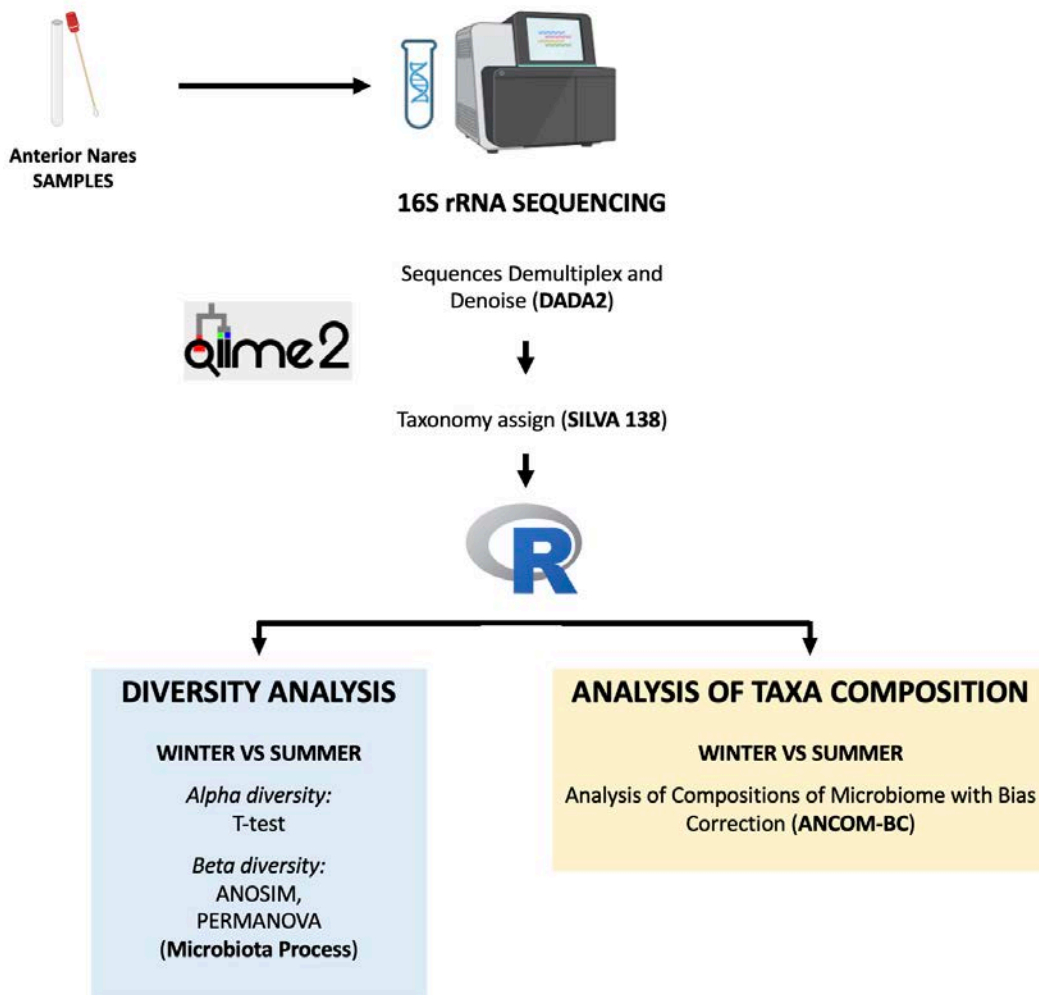 Anterior Nares
SAMPLES
16S rRNA SEQUENCING
Sequences Demultiplex and
Denoise (DADA2)
qiime2
Taxonomy assign (SILVA 138)
R
DIVERSITY ANALYSIS
WINTER VS SUMMER
Alpha diversity:
T-test
Beta diversity:
ANOSIM,
PERMANOVA
(Microbiota Process)
ANALYSIS OF TAXA COMPOSITION
WINTER VS SUMMER
Analysis of Compositions of Microbiome with Bias
Correction (ANCOM-BC)